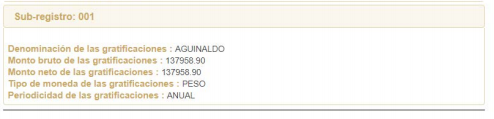 Sub-registro: 001
Denominación de las gratificaciones : AGUINALDO
Monto bruto de las gratificaciones : 137958.90
Monto neto de las gratificaciones : 137958.90
Tipo de moneda de las gratificaciones : PESO
Periodicidad de las gratificaciones : ANUAL